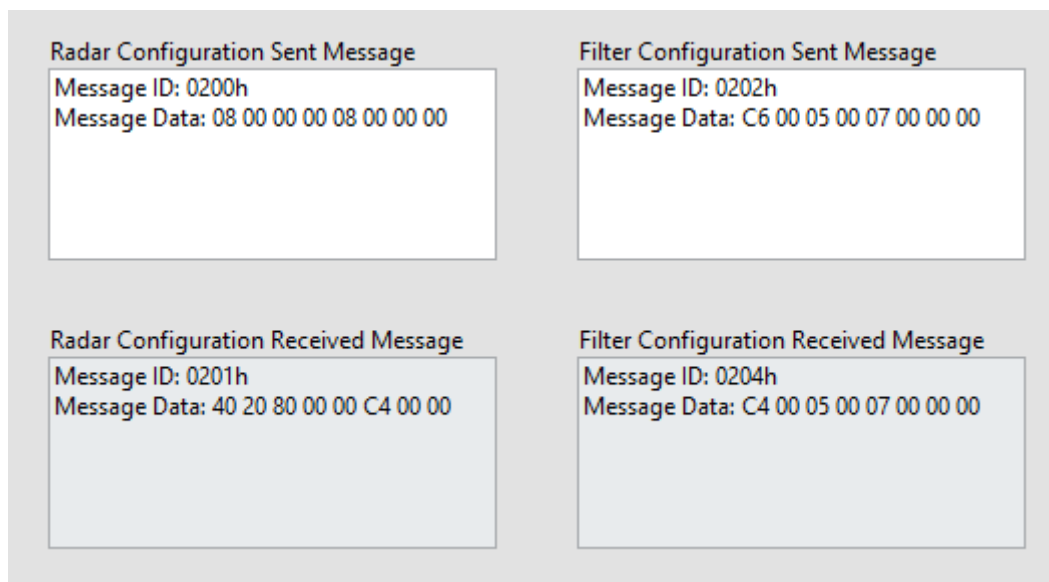 Radar Configuration Sent Message
Message ID: 0200h
Message Data: 08 00 00 00 08 00 00 00
Filter Configuration Sent Message
Message ID: 0202h
Message Data: C6 00 05 00 07 00 00 00
Radar Configuration Received Message
Message ID: 0201h
Message Data: 40 20 80 00 00 C4 00 00
Filter Configuration Received Message
Message ID: 0204h
Message Data: C4 00 05 00 07 00 00 00